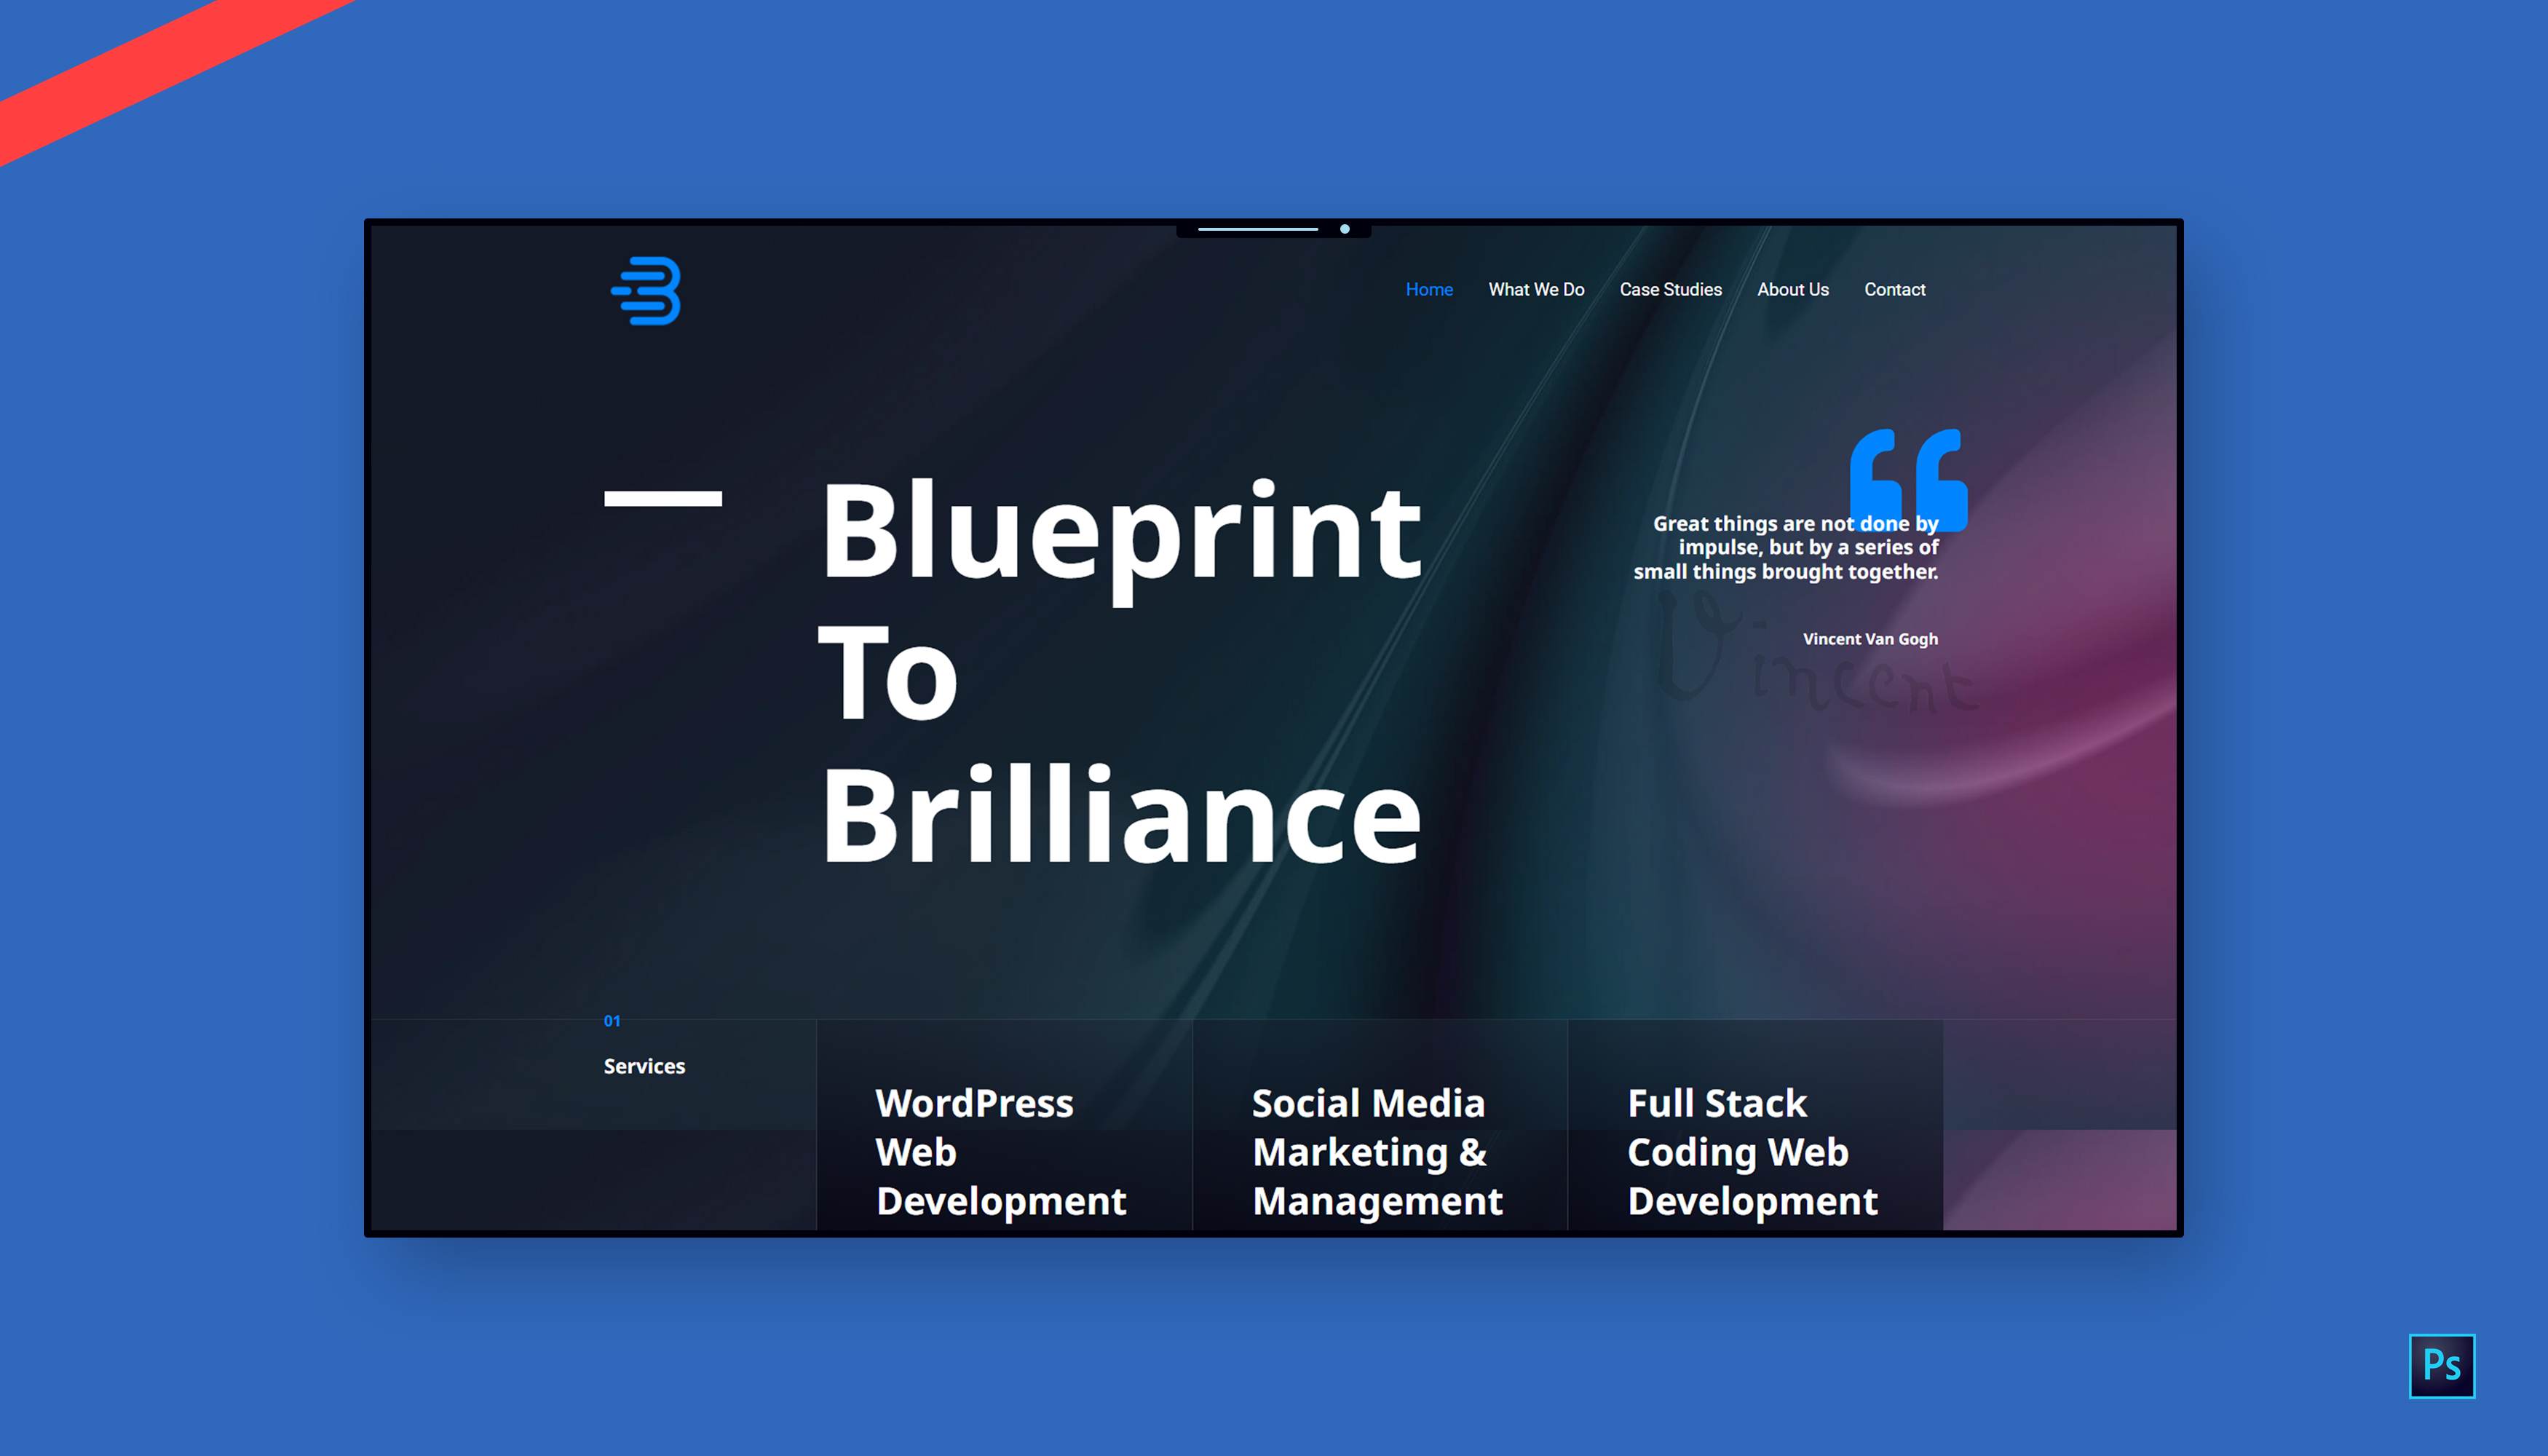 Home What We Do Case Studies About Us Contact
Blueprint
To
Brilliance
Great things are not done by
impulse, but by a series of
small things brought together.
Vincent Van Gogh
Vincent
01
Services
WordPress
Web
Development
Social Media
Marketing &
Management
Full Stack
Coding Web
Development
Ps